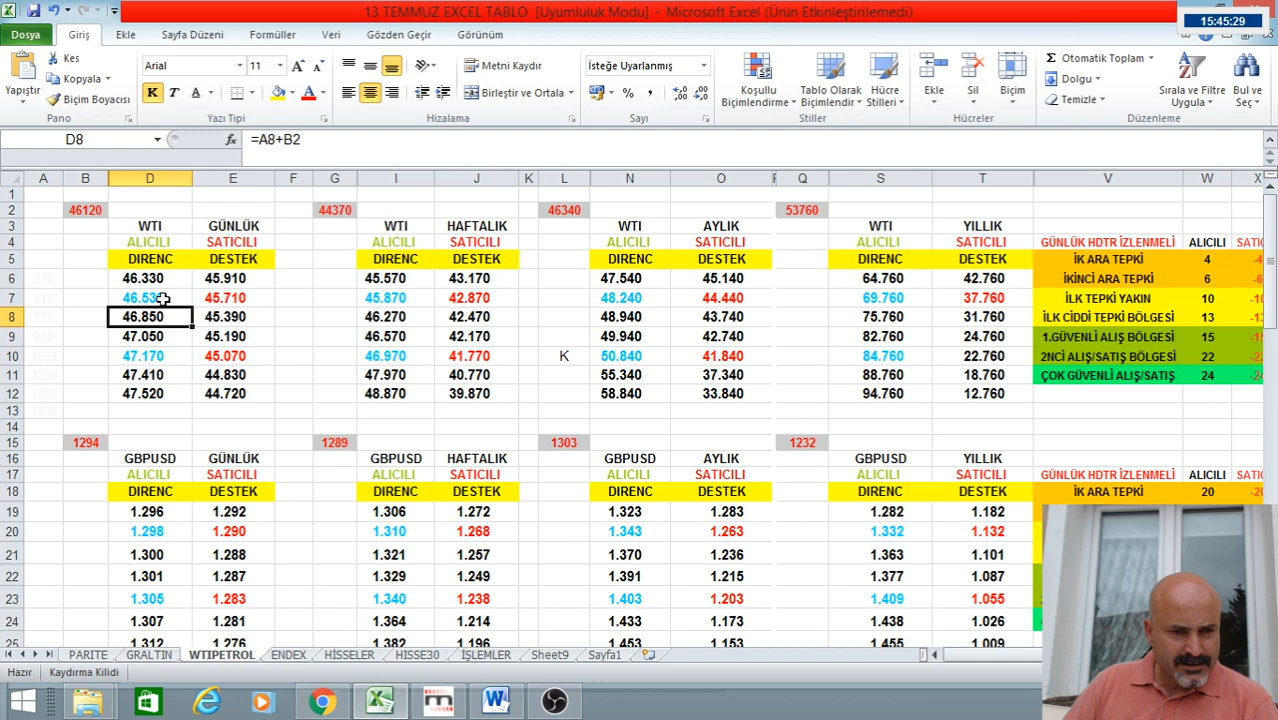 13 TEMMUZ EXCEL TABLO [Uyumluluk Modu] - Microsoft Excel (Ürün Etkinleştirilemedi)
15:45:29
Dosya Giriş Ekle Sayfa Düzeni Formüller Veri Gözden Geçir Görünüm
Yapıştır Kes Kopyala Biçim Boyacısı Pano
Arial 11 K T A Yazı Tipi
Metni Kaydır Birleştir ve Ortala Hizalama
İsteğe Uyarlanmış % Sayı
Koşullu Biçimlendirme Tablo Olarak Biçimlendir Hücre Stilleri Stiller
Ekle Sil Biçim Hücreler
Σ Otomatik Toplam Dolgu Temizle Sırala ve Filtre Uygula Bul ve Seç Düzenleme
D8 fx =A8+B2
A B D E F G I J K L N O Q S T V W X
1
2 46120 44370 46340 53760
3 WTI GÜNLÜK WTI HAFTALIK WTI AYLIK WTI YILLIK
4 ALICILI SATICILI ALICILI SATICILI ALICILI SATICILI ALICILI SATICILI GÜNLÜK HDTR İZLENMELİ ALICILI
5 DIRENC DESTEK DIRENC DESTEK DIRENC DESTEK DIRENC DESTEK İK ARA TEPKİ 4
6 210 46.330 45.910 45.570 43.170 47.540 45.140 64.760 42.760 İKİNCİ ARA TEPKİ 6
7 410 46.53 45.710 45.870 42.870 48.240 44.440 69.760 37.760 İLK TEPKİ YAKIN 10
8 730 46.850 45.390 46.270 42.470 48.940 43.740 75.760 31.760 İLK CİDDİ TEPKİ BÖLGESİ 13
9 930 47.050 45.190 46.570 42.170 49.940 42.740 82.760 24.760 1.GÜVENLİ ALIŞ BÖLGESİ 15
10 1050 47.170 45.070 46.970 41.770 K 50.840 41.840 84.760 22.760 2NCİ ALIŞ/SATIŞ BÖLGESİ 22
11 1290 47.410 44.830 47.970 40.770 55.340 37.340 88.760 18.760 ÇOK GÜVENLİ ALIŞ/SATIŞ 24
12 1400 47.520 44.720 48.870 39.870 58.840 33.840 94.760 12.760
13
14
15 1294 1289 1303 1232
16 GBPUSD GÜNLÜK GBPUSD HAFTALIK GBPUSD AYLIK GBPUSD YILLIK
17 ALICILI SATICILI ALICILI SATICILI ALICILI SATICILI ALICILI SATICILI GÜNLÜK HDTR İZLENMELİ ALICILI
18 DIRENC DESTEK DIRENC DESTEK DIRENC DESTEK DIRENC DESTEK İK ARA TEPKİ 20
19 1.296 1.292 1.306 1.272 1.323 1.283 1.282 1.182
20 1.298 1.290 1.310 1.268 1.343 1.263 1.332 1.132
21 1.300 1.288 1.321 1.257 1.370 1.236 1.363 1.101
22 1.301 1.287 1.329 1.249 1.391 1.215 1.377 1.087
23 1.305 1.283 1.340 1.238 1.403 1.203 1.409 1.055
24 1.307 1.281 1.364 1.214 1.433 1.173 1.438 1.026
25 1.312 1.276 1.382 1.196 1.453 1.153 1.455 1.009
PARITE GRALTIN WTIPETROL ENDEX HİSSELER HISSE30 İŞLEMLER Sheet9 Sayfa1
Hazır Kaydırma Kilidi